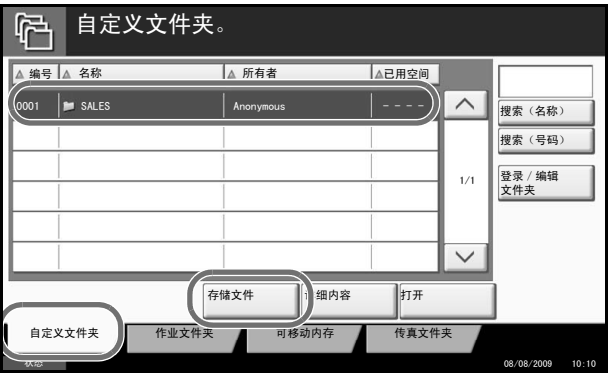 自定义文件夹。
编号 名称 所有者 已用空间
0001 SALES Anonymous - - - -
搜索（名称）
搜索（号码）
1/1
登录 / 编辑
文件夹
存储文件 细内容 打开
自定义文件夹 作业文件夹 可移动内存 传真文件夹
状态 08/08/2009 10:10